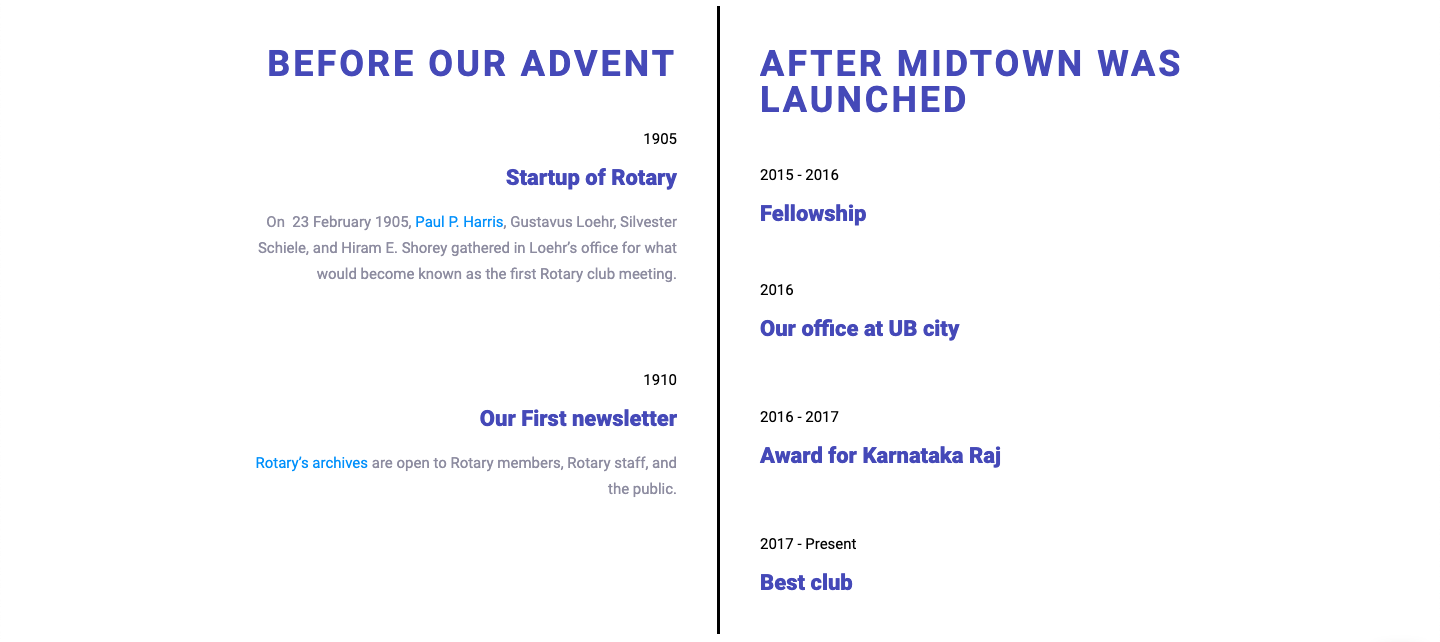 BEFORE OUR ADVENT
1905
Startup of Rotary
On  23 February 1905, Paul P. Harris, Gustavus Loehr, Silvester
Schiele, and Hiram E. Shorey gathered in Loehr’s office for what
would become known as the first Rotary club meeting.
1910
Our First newsletter
Rotary’s archives are open to Rotary members, Rotary staff, and
the public.
AFTER MIDTOWN WAS
LAUNCHED
2015 - 2016
Fellowship
2016
Our office at UB city
2016 - 2017
Award for Karnataka Raj
2017 - Present
Best club